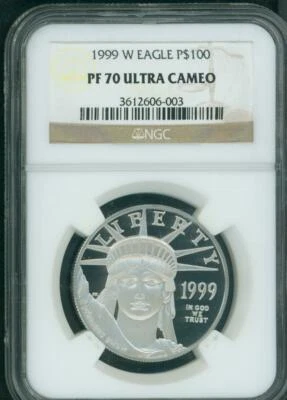 1999 W EAGLE P$100
PF 70 ULTRA CAMEO
3612606-003
NGC
LIBERTY
1999
IN GOD
WE
TRUST